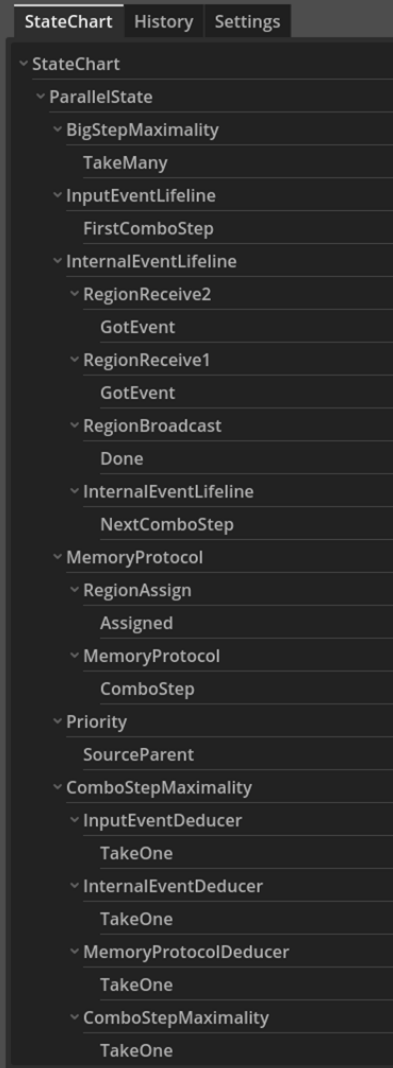 StateChart History Settings
StateChart
ParallelState
BigStepMaximality
TakeMany
InputEventLifeline
FirstComboStep
InternalEventLifeline
RegionReceive2
GotEvent
RegionReceive1
GotEvent
RegionBroadcast
Done
InternalEventLifeline
NextComboStep
MemoryProtocol
RegionAssign
Assigned
MemoryProtocol
ComboStep
Priority
SourceParent
ComboStepMaximality
InputEventDeducer
TakeOne
InternalEventDeducer
TakeOne
MemoryProtocolDeducer
TakeOne
ComboStepMaximality
TakeOne